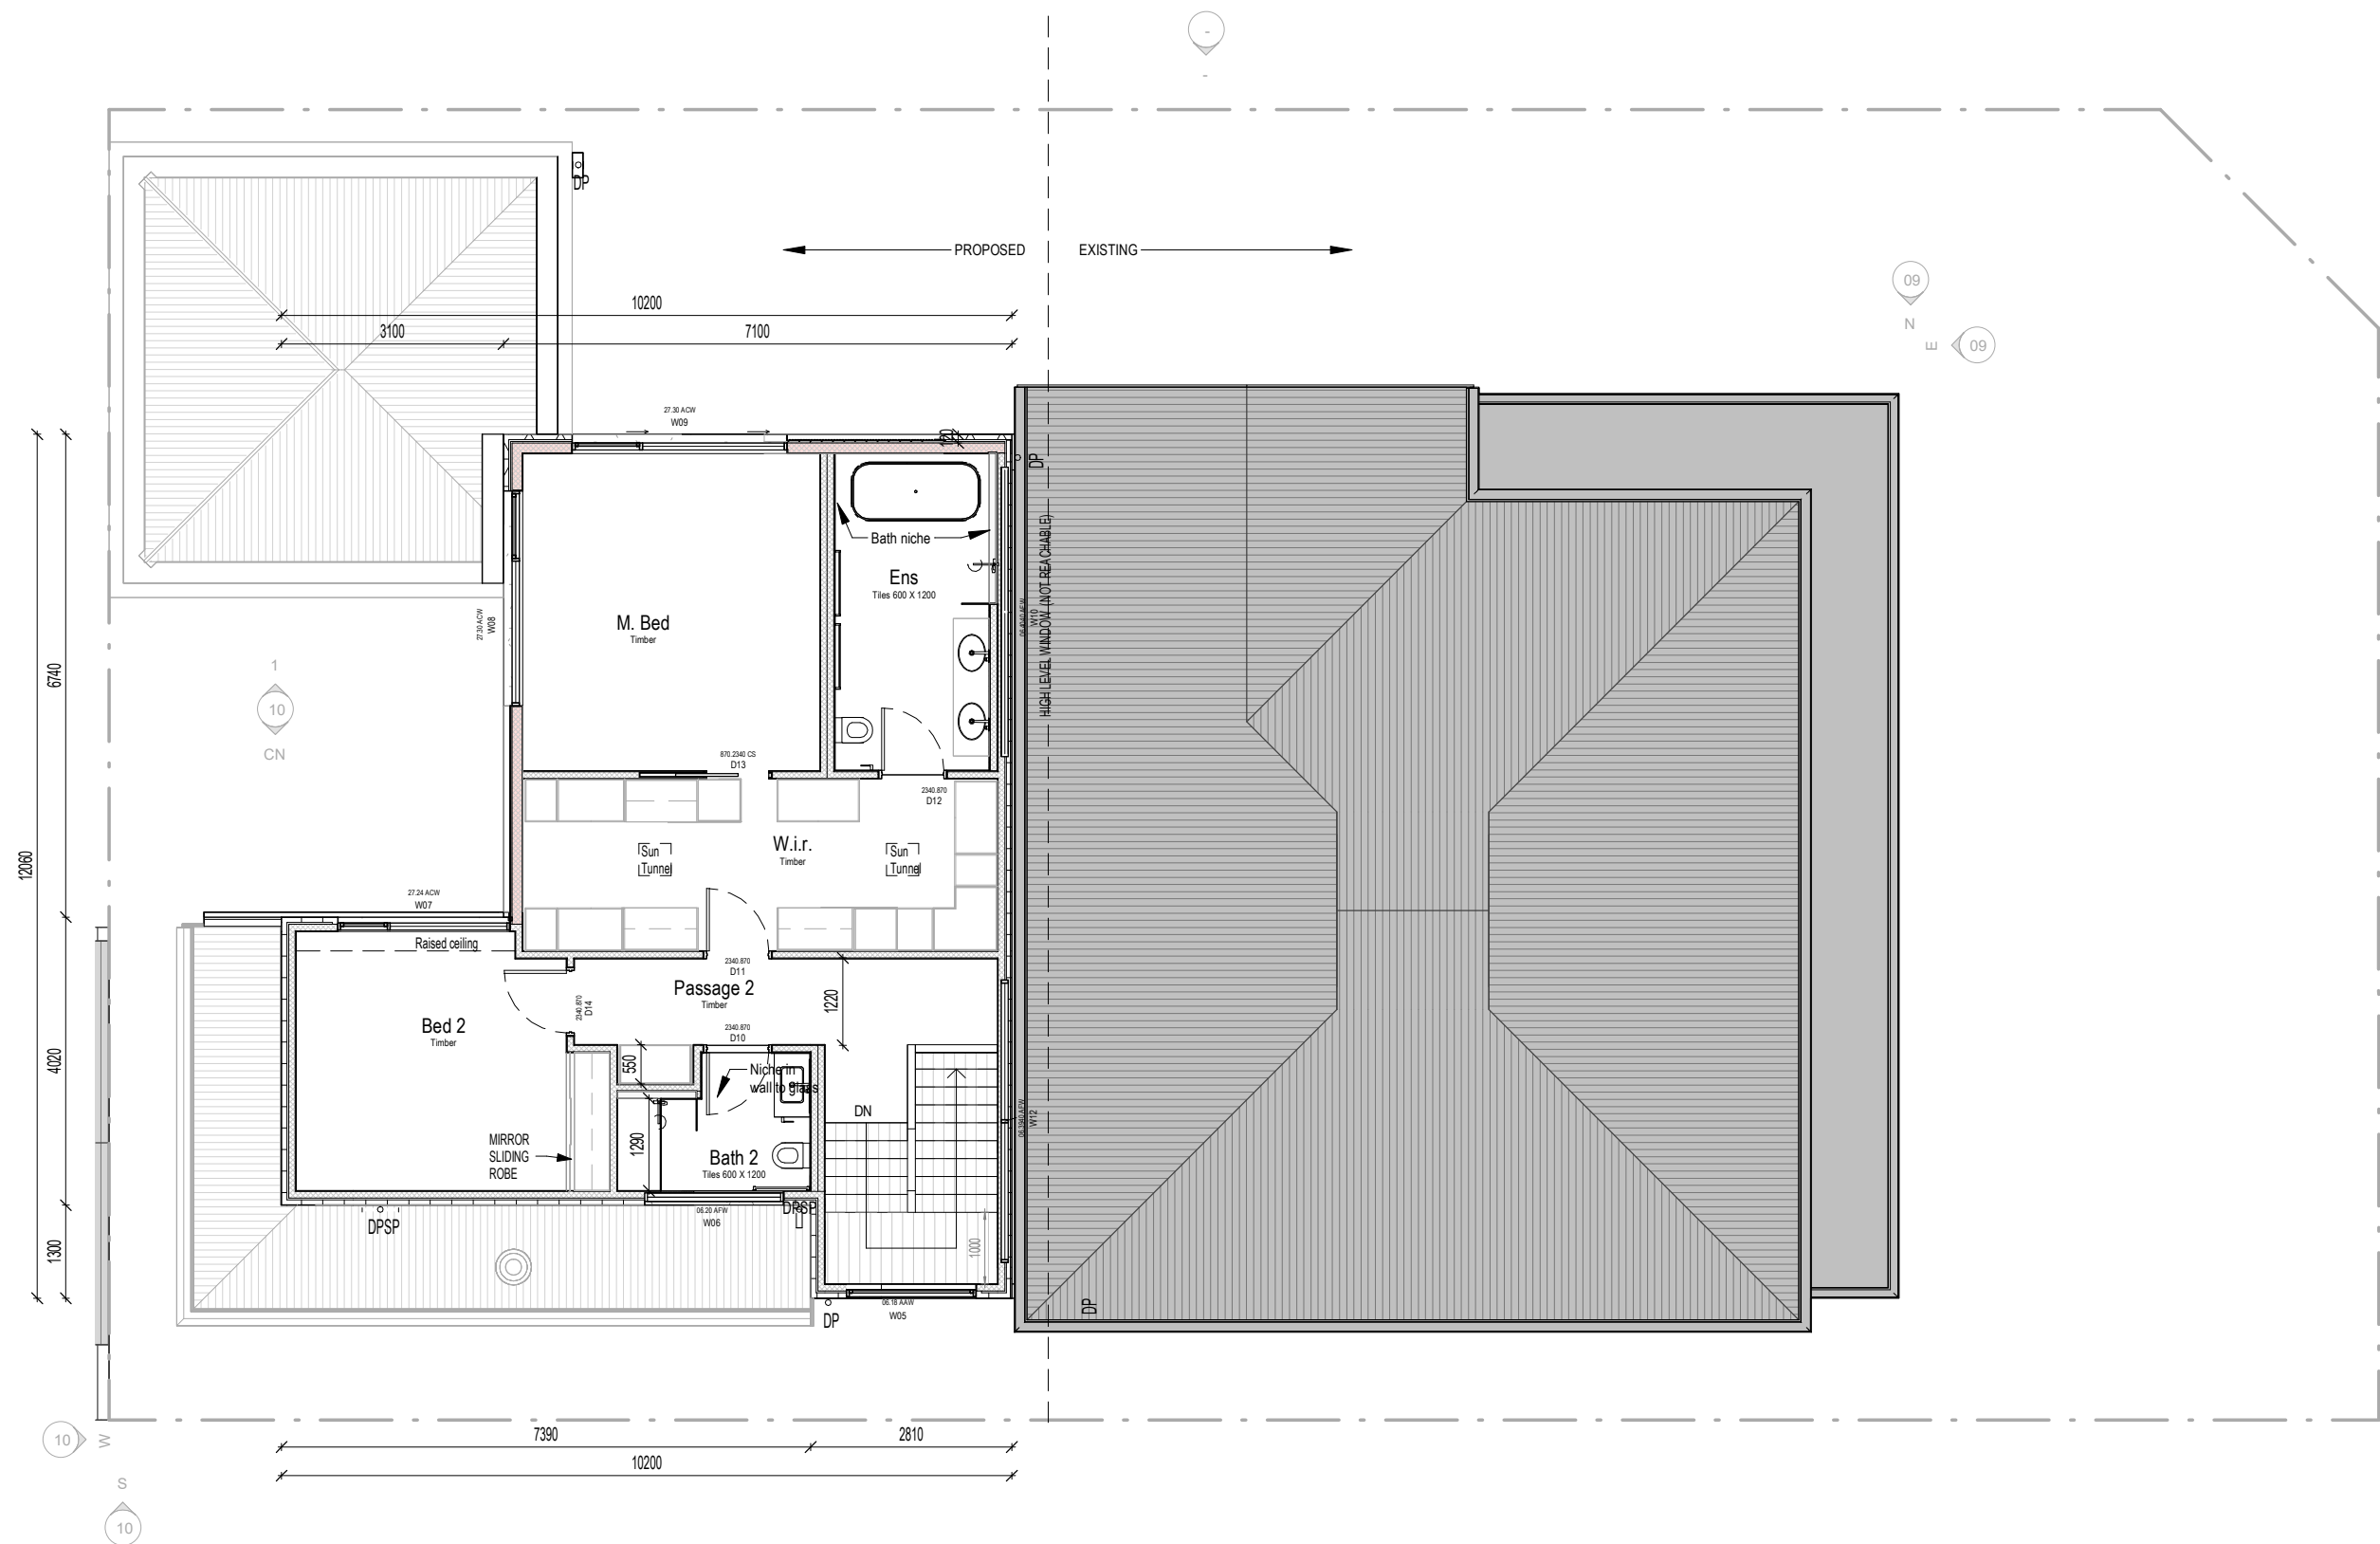 -
-
DP
PROPOSED
EXISTING
09
N
E
09
10200
3100
7100
27.30 ACW
W09
120
DP
Bath niche
Ens
Tiles 600 X 1200
M. Bed
Timber
27.30 ACW
W08
W10
HIGH LEVEL WINDOW (NOT REACHABLE)
6740
1
10
CN
870.2340 CS
D13
2340.870
D12
W.i.r.
Timber
Sun
Tunnel
Sun
Tunnel
12060
27.24 ACW
W07
Raised ceiling
2340.870
D11
Passage 2
Timber
1220
2340.870
D14
2340.870
D10
Bed 2
Timber
4020
550
Niche in
wall to glass
DN
W12
MIRROR
SLIDING
ROBE
1290
Bath 2
Tiles 600 X 1200
DPSP
06.20 AFW
W06
DPSP
1000
1300
06.18 AAW
W05
DP
DP
10
W
7390
2810
10200
S
10